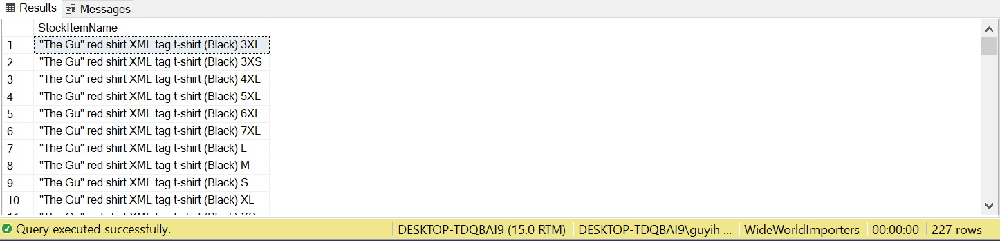 Results Messages
StockItemName
1 "The Gu" red shirt XML tag t-shirt (Black) 3XL
2 "The Gu" red shirt XML tag t-shirt (Black) 3XS
3 "The Gu" red shirt XML tag t-shirt (Black) 4XL
4 "The Gu" red shirt XML tag t-shirt (Black) 5XL
5 "The Gu" red shirt XML tag t-shirt (Black) 6XL
6 "The Gu" red shirt XML tag t-shirt (Black) 7XL
7 "The Gu" red shirt XML tag t-shirt (Black) L
8 "The Gu" red shirt XML tag t-shirt (Black) M
9 "The Gu" red shirt XML tag t-shirt (Black) S
10 "The Gu" red shirt XML tag t-shirt (Black) XL
Query executed successfully. DESKTOP-TDQBAI9 (15.0 RTM) DESKTOP-TDQBAI9\guyih ... WideWorldImporters 00:00:00 227 rows